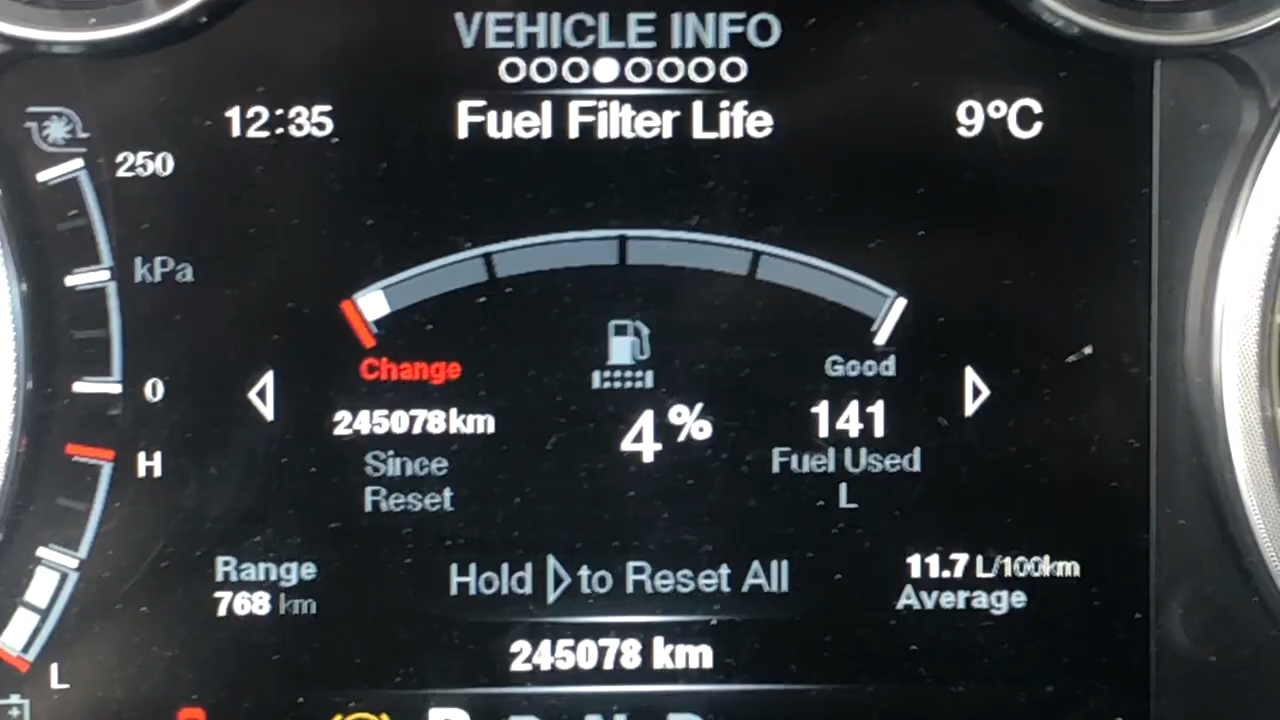 VEHICLE INFO
12:35
Fuel Filter Life
9°C
250
kPa
0
H
L
Change
Good
245078km
4%
141
Since
Reset
Fuel Used
L
Range
768 km
Hold to Reset All
11.7 L/100km
Average
245078 km